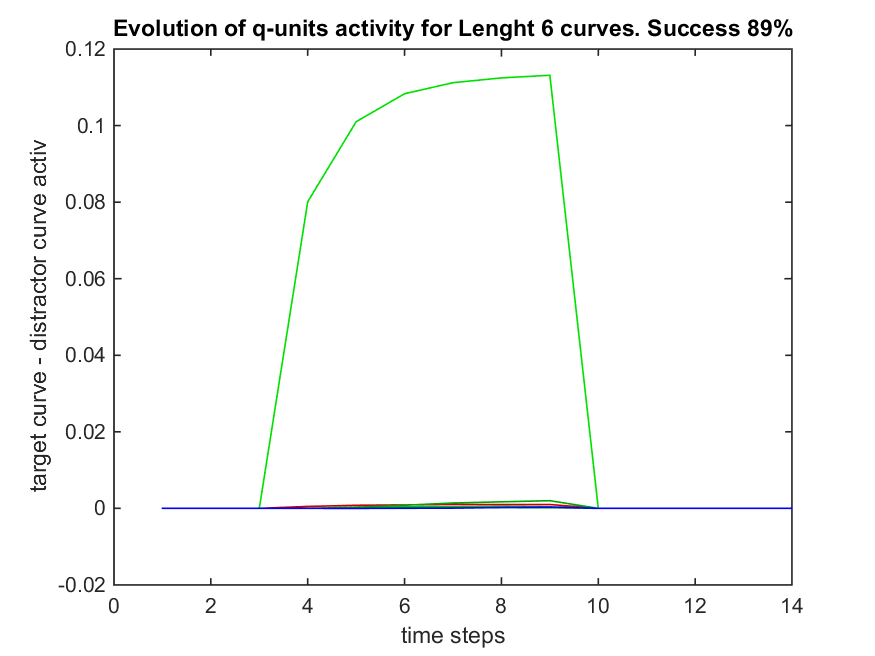 Evolution of q-units activity for Lenght 6 curves. Success 89%
0.12
0.1
0.08
0.06
0.04
0.02
0
-0.02
target curve - distractor curve activ
0 2 4 6 8 10 12 14
time steps